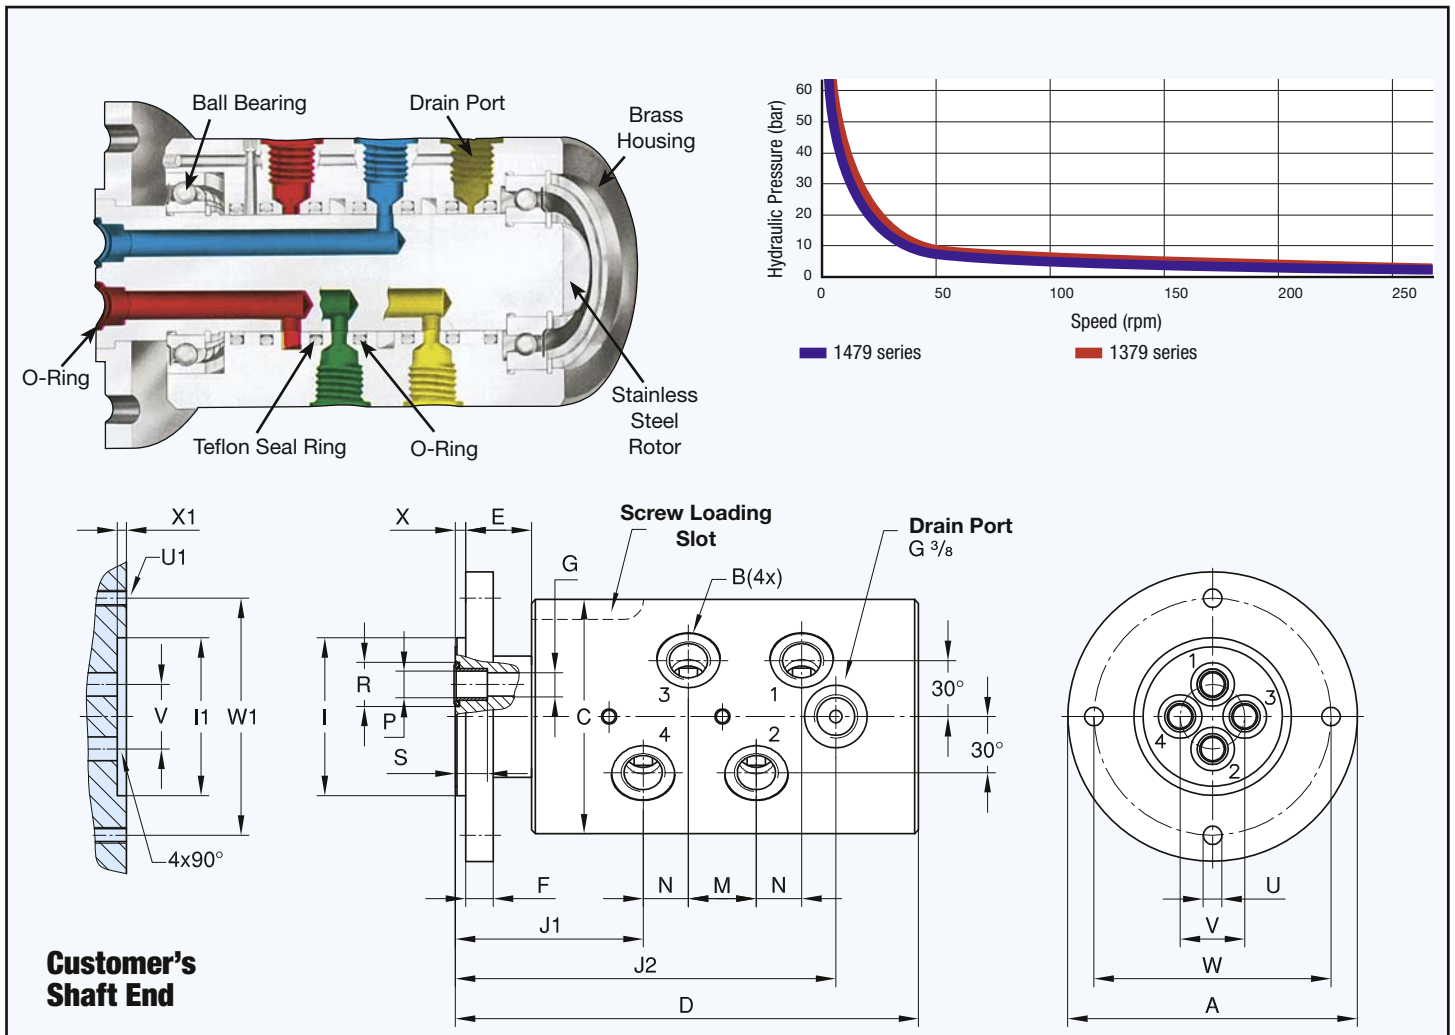 Ball Bearing
Drain Port
Brass
Housing
O-Ring
Teflon Seal Ring
O-Ring
Stainless
Steel
Rotor
Hydraulic Pressure (bar)
60
50
40
30
20
10
0
0 50 100 150 200 250
Speed (rpm)
1479 series
1379 series
X1
U1
V
I1
W1
4x90°
Customer's
Shaft End
X
E
G
Screw Loading
Slot
B(4x)
Drain Port
G 3/8
R
I
P
S
C
3
1
4
2
30°
30°
F
N
M
N
J1
J2
D
1
3
4
2
U
V
W
A